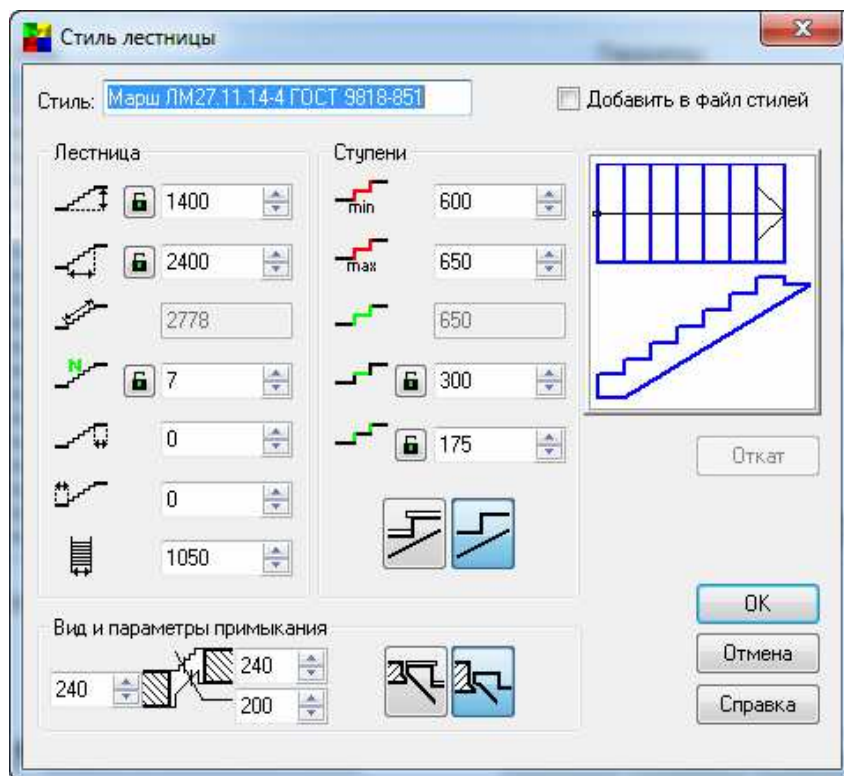 Стиль лестницы
Стиль: Марш ЛМ27.11.14-4 ГОСТ 9818-851
Добавить в файл стилей
Лестница
Ступени
1400
min 600
2400
max 650
2778
650
N 7
300
0
175
Откат
0
1050
OK
Вид и параметры примыкания
240
Отмена
240
200
Справка